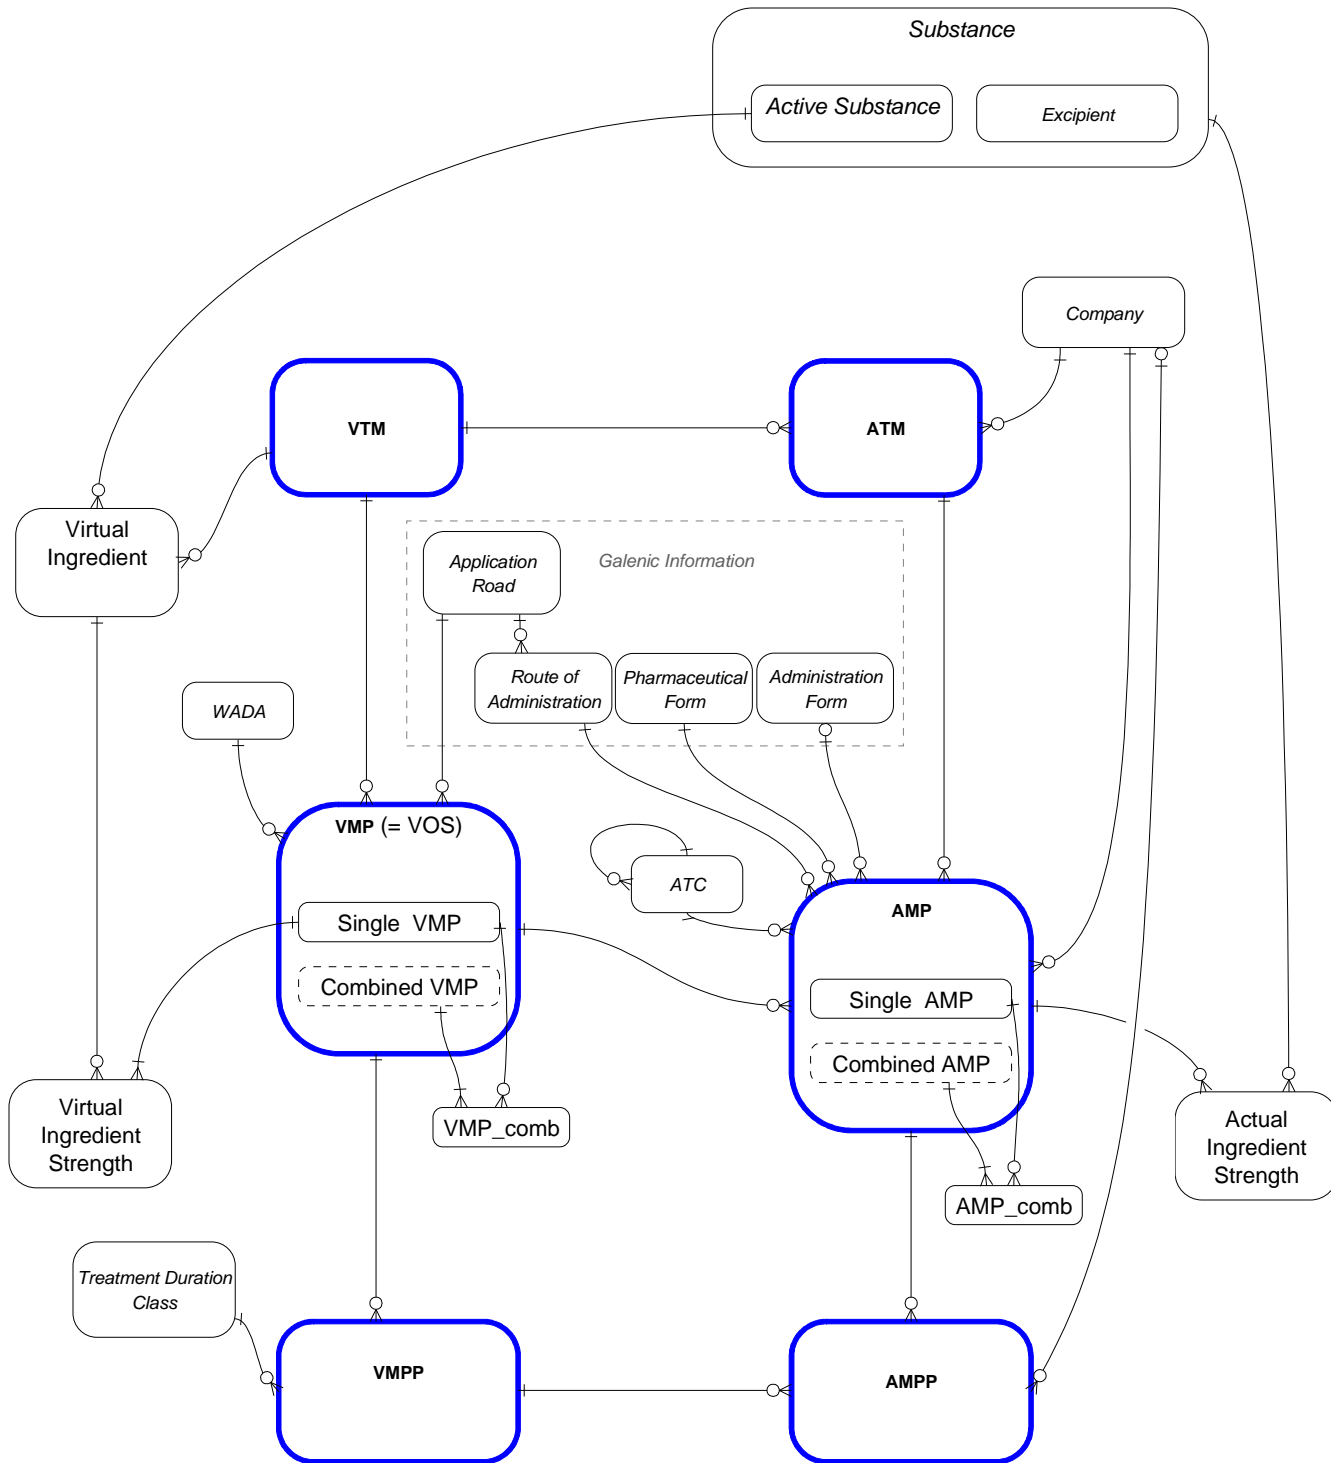 Substance
Active Substance
Excipient
Company
VTM
ATM
Virtual
Ingredient
Application
Road
Galenic Information
Route of
Administration
Pharmaceutical
Form
Administration
Form
WADA
VMP (= VOS)
ATC
AMP
Single VMP
Combined VMP
Single AMP
Combined AMP
Virtual
Ingredient
Strength
VMP_comb
Actual
Ingredient
Strength
AMP_comb
Treatment Duration
Class
VMPP
AMPP